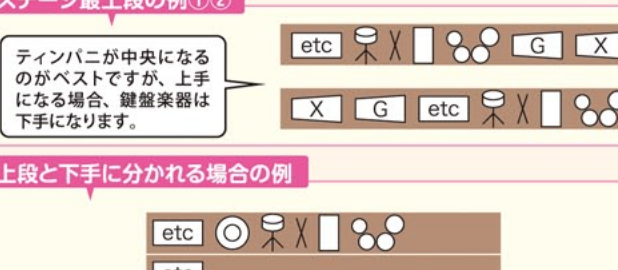 ステージ最上段の例①②
ティンパニが中央になる
のがベストですが、上手
になる場合、鍵盤楽器は
下手になります。
etc G X
X G etc
上段と下手に分かれる場合の例
etc
etc